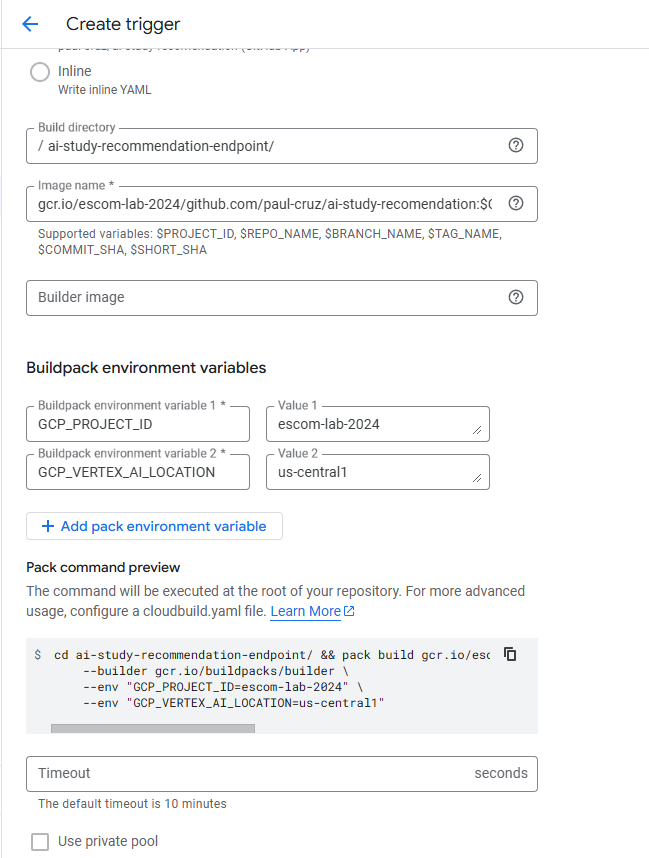 Create trigger
Inline
Write inline YAML
Build directory
/ ai-study-recommendation-endpoint/
Image name *
gcr.io/escom-lab-2024/github.com/paul-cruz/ai-study-recomendation:$C
Supported variables: $PROJECT_ID, $REPO_NAME, $BRANCH_NAME, $TAG_NAME,
$COMMIT_SHA, $SHORT_SHA
Builder image
Buildpack environment variables
Buildpack environment variable 1 *
Value 1
GCP_PROJECT_ID
escom-lab-2024
Buildpack environment variable 2 *
Value 2
GCP_VERTEX_AI_LOCATION
us-central1
+ Add pack environment variable
Pack command preview
The command will be executed at the root of your repository. For more advanced
usage, configure a cloudbuild.yaml file. Learn More
$ cd ai-study-recommendation-endpoint/ && pack build gcr.io/esc
--builder gcr.io/buildpacks/builder \
--env "GCP_PROJECT_ID=escom-lab-2024" \
--env "GCP_VERTEX_AI_LOCATION=us-central1"
Timeout
seconds
The default timeout is 10 minutes
Use private pool